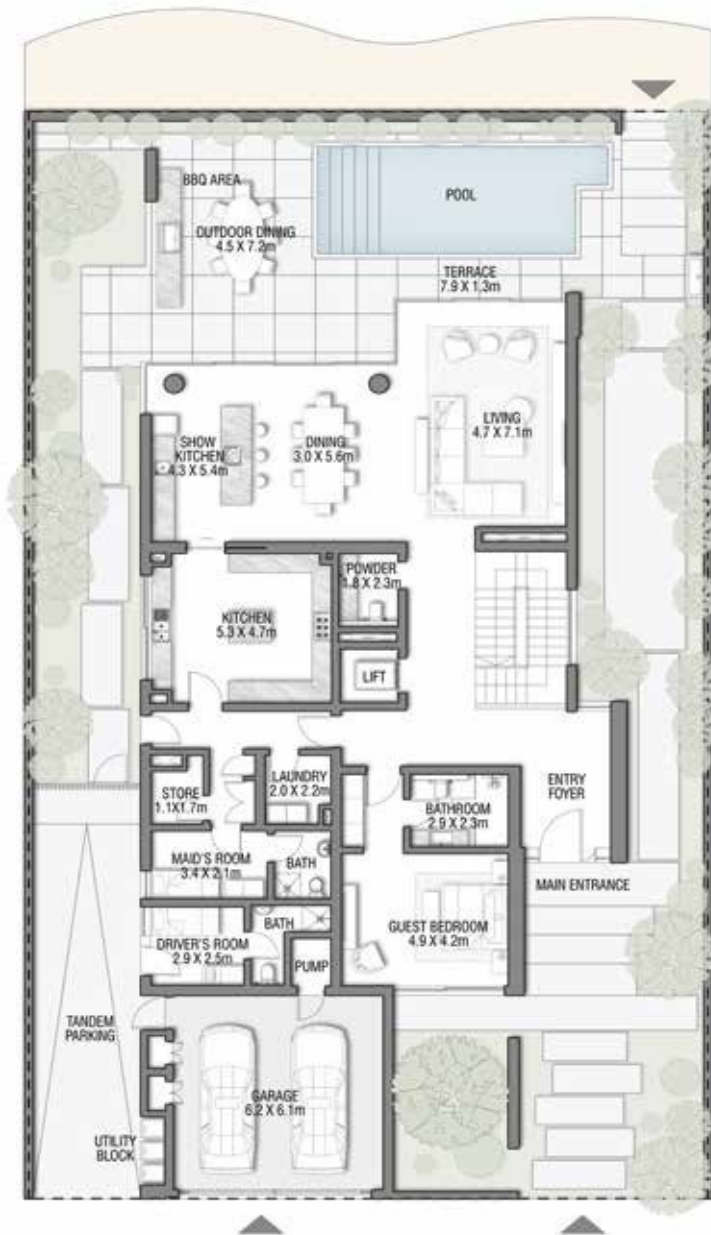 POOL
BBQ AREA
OUTDOOR DINING
4.5 X 7.2m
TERRACE
7.9 X 1.3m
LIVING
4.7 X 7.1m
SHOW
KITCHEN
4.3 X 5.4m
DINING
3.0 X 5.6m
POWDER
1.8 X 2.3m
KITCHEN
5.3 X 4.7m
LIFT
STORE
1.1X1.7m
LAUNDRY
2.0 X 2.2m
BATHROOM
2.9 X 2.3m
ENTRY
FOYER
MAID'S ROOM
3.4 X 2.1m
BATH
MAIN ENTRANCE
GUEST BEDROOM
4.9 X 4.2m
DRIVER'S ROOM
2.9 X 2.5m
BATH
PUMP
TANDEM
PARKING
GARAGE
6.2 X 6.1m
UTILITY
BLOCK